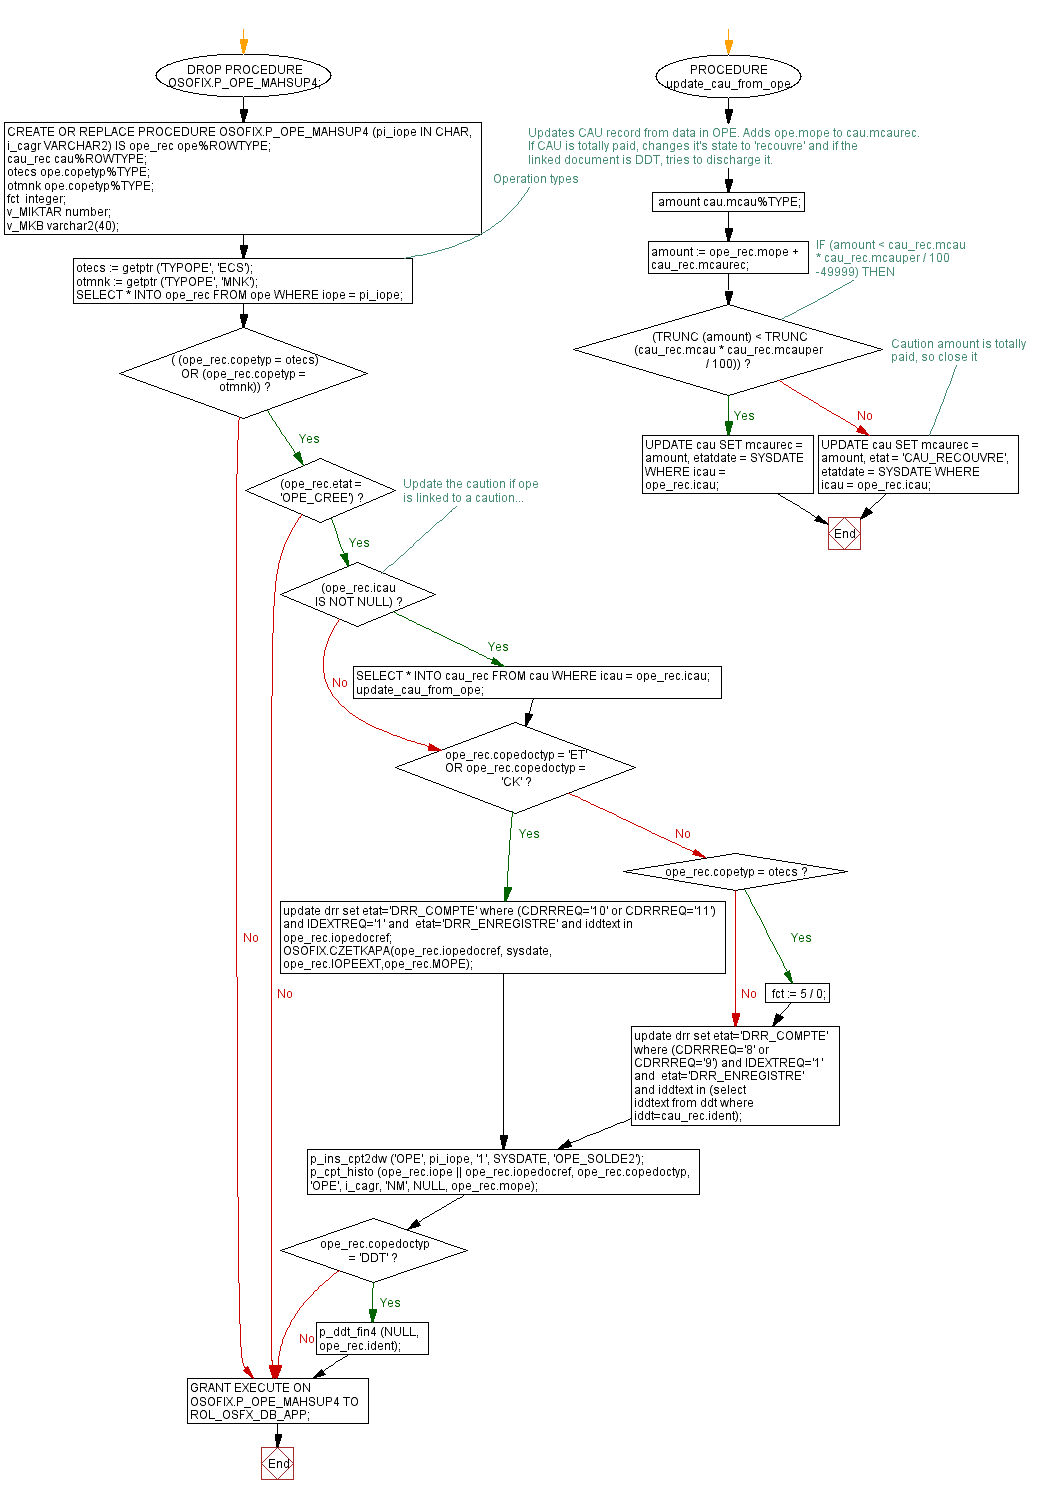 DROP PROCEDURE
OSOFIX.P_OPE_MAHSUP4;
CREATE OR REPLACE PROCEDURE OSOFIX.P_OPE_MAHSUP4 (pi_iope IN CHAR,
i_cagr VARCHAR2) IS ope_rec ope%ROWTYPE;
cau_rec cau%ROWTYPE;
otecs ope.copetyp%TYPE;
otmnk ope.copetyp%TYPE;
fct  integer;
v_MIKTAR number;
v_MKB varchar2(40);
Operation types
otecs := getptr ('TYPOPE', 'ECS');
otmnk := getptr ('TYPOPE', 'MNK');
SELECT * INTO ope_rec FROM ope WHERE iope = pi_iope;
( (ope_rec.copetyp = otecs)
OR (ope_rec.copetyp =
otmnk)) ?
Yes
(ope_rec.etat =
'OPE_CREE') ?
Update the caution if ope
is linked to a caution...
Yes
(ope_rec.icau
IS NOT NULL) ?
Yes
No
SELECT * INTO cau_rec FROM cau WHERE icau = ope_rec.icau;
update_cau_from_ope;
ope_rec.copedoctyp = 'ET'
OR ope_rec.copedoctyp =
'CK' ?
Yes
No
ope_rec.copetyp = otecs ?
update drr set etat='DRR_COMPTE' where (CDRRREQ='10' or CDRRREQ='11')
and IDEXTREQ='1' and  etat='DRR_ENREGISTRE' and iddtext in
ope_rec.iopedocref;
OSOFIX.CZETKAPA(ope_rec.iopedocref, sysdate,
ope_rec.IOPEEXT,ope_rec.MOPE);
No
Yes
No
No
fct := 5 / 0;
update drr set etat='DRR_COMPTE'
where (CDRRREQ='8' or
CDRRREQ='9') and IDEXTREQ='1'
and  etat='DRR_ENREGISTRE'
and iddtext in (select
iddtext from ddt where
iddt=cau_rec.ident);
p_ins_cpt2dw ('OPE', pi_iope, '1', SYSDATE, 'OPE_SOLDE2');
p_cpt_histo (ope_rec.iope || ope_rec.iopedocref, ope_rec.copedoctyp,
'OPE', i_cagr, 'NM', NULL, ope_rec.mope);
ope_rec.copedoctyp
= 'DDT' ?
Yes
No
p_ddt_fin4 (NULL,
ope_rec.ident);
GRANT EXECUTE ON
OSOFIX.P_OPE_MAHSUP4 TO
ROL_OSFX_DB_APP;
End
PROCEDURE
update_cau_from_ope
Updates CAU record from data in OPE. Adds ope.mope to cau.mcaurec.
If CAU is totally paid, changes it's state to 'recouvre' and if the
linked document is DDT, tries to discharge it.
amount cau.mcau%TYPE;
amount := ope_rec.mope +
cau_rec.mcaurec;
IF (amount < cau_rec.mcau
* cau_rec.mcauper / 100
-49999) THEN
(TRUNC (amount) < TRUNC
(cau_rec.mcau * cau_rec.mcauper
/ 100)) ?
Caution amount is totally
paid, so close it
Yes
No
UPDATE cau SET mcaurec =
amount, etatdate = SYSDATE
WHERE icau =
ope_rec.icau;
UPDATE cau SET mcaurec =
amount, etat = 'CAU_RECOUVRE',
etatdate = SYSDATE WHERE
icau = ope_rec.icau;
End